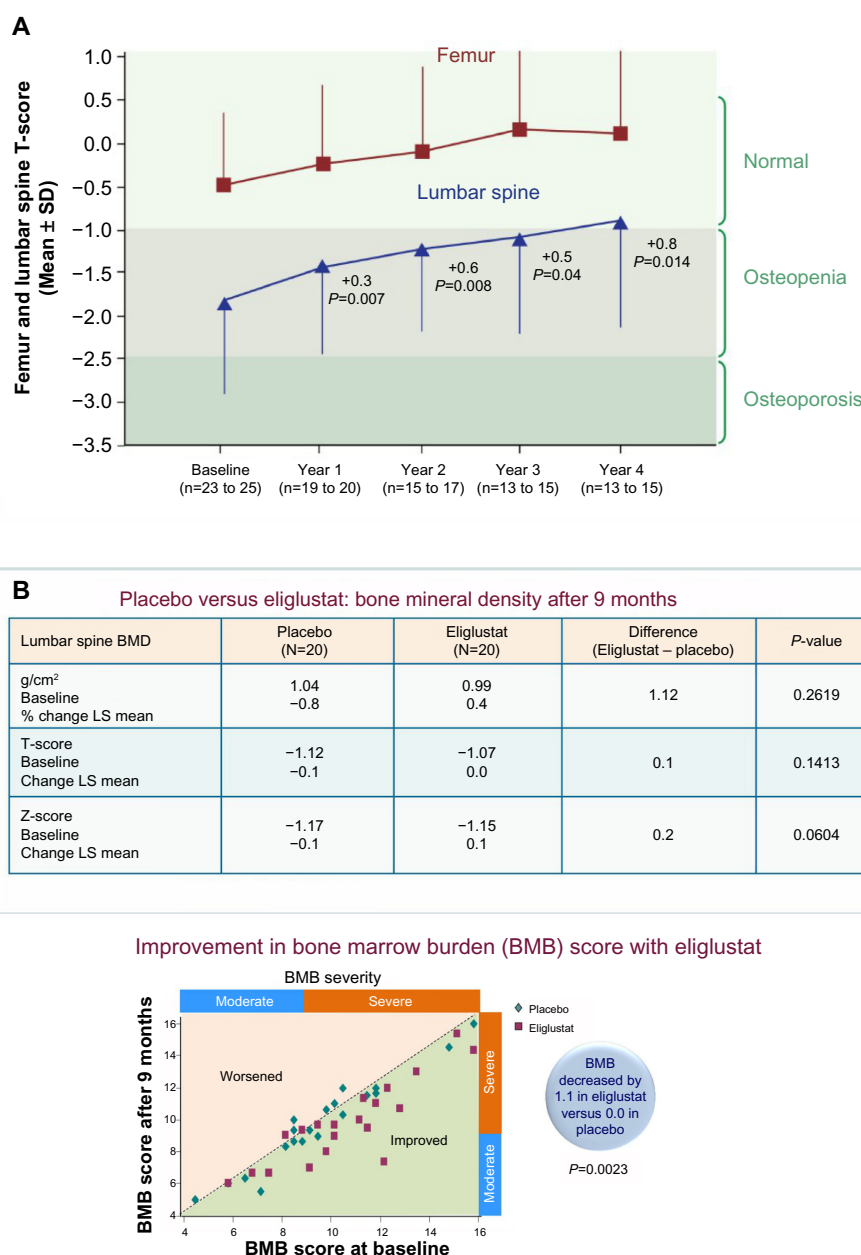 A
Femur and lumbar spine T-score
(Mean ± SD)
1.0
0.5
0.0
−0.5
−1.0
−1.5
−2.0
−2.5
−3.0
−3.5
Femur
Lumbar spine
+0.3
P=0.007
+0.6
P=0.008
+0.5
P=0.04
+0.8
P=0.014
Normal
Osteopenia
Osteoporosis
Baseline
(n=23 to 25)
Year 1
(n=19 to 20)
Year 2
(n=15 to 17)
Year 3
(n=13 to 15)
Year 4
(n=13 to 15)
B
Placebo versus eliglustat: bone mineral density after 9 months
Lumbar spine BMD
Placebo
(N=20)
Eliglustat
(N=20)
Difference
(Eliglustat – placebo)
P-value
g/cm²
Baseline
% change LS mean
1.04
−0.8
0.99
0.4
1.12
0.2619
T-score
Baseline
Change LS mean
−1.12
−0.1
−1.07
0.0
0.1
0.1413
Z-score
Baseline
Change LS mean
−1.17
−0.1
−1.15
0.1
0.2
0.0604
Improvement in bone marrow burden (BMB) score with eliglustat
BMB severity
Moderate
Severe
BMB score after 9 months
16
14
12
10
8
6
4
Worsened
Improved
Severe
Moderate
4
6
8
10
12
14
16
BMB score at baseline
Placebo
Eliglustat
BMB
decreased by
1.1 in eliglustat
versus 0.0 in
placebo
P=0.0023